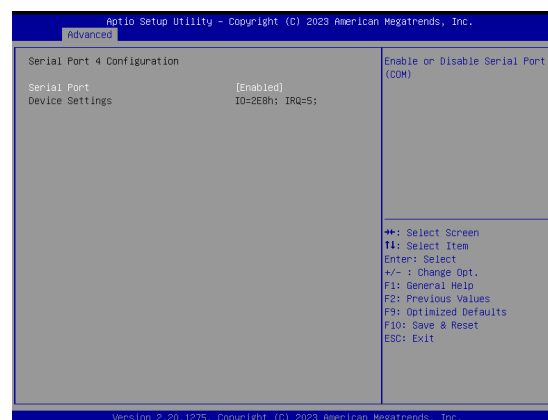 Aptio Setup Utility – Copyright (C) 2023 American Megatrends, Inc.
Advanced
Serial Port 4 Configuration
Serial Port [Enabled]
Device Settings IO=2E8h; IRQ=5;
Enable or Disable Serial Port
(COM)
→←: Select Screen
↑↓: Select Item
Enter: Select
+/- : Change Opt.
F1: General Help
F2: Previous Values
F9: Optimized Defaults
F10: Save & Reset
ESC: Exit
Version 2.20.1275. Copyright (C) 2023 American Megatrends, Inc.